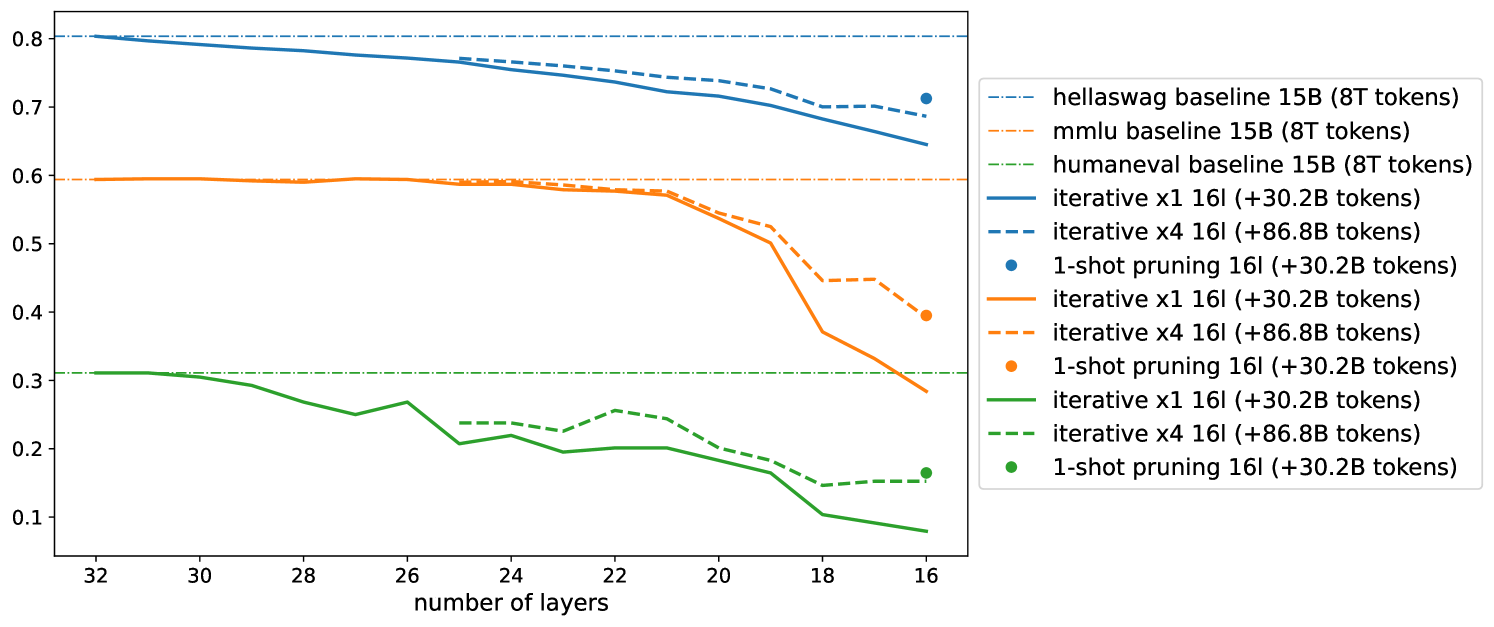 0.8
0.7
0.6
0.5
0.4
0.3
0.2
0.1
32 30 28 26 24 22 20 18 16
number of layers
hellaswag baseline 15B (8T tokens)
mmlu baseline 15B (8T tokens)
humaneval baseline 15B (8T tokens)
iterative x1 16l (+30.2B tokens)
iterative x4 16l (+86.8B tokens)
1-shot pruning 16l (+30.2B tokens)
iterative x1 16l (+30.2B tokens)
iterative x4 16l (+86.8B tokens)
1-shot pruning 16l (+30.2B tokens)
iterative x1 16l (+30.2B tokens)
iterative x4 16l (+86.8B tokens)
1-shot pruning 16l (+30.2B tokens)